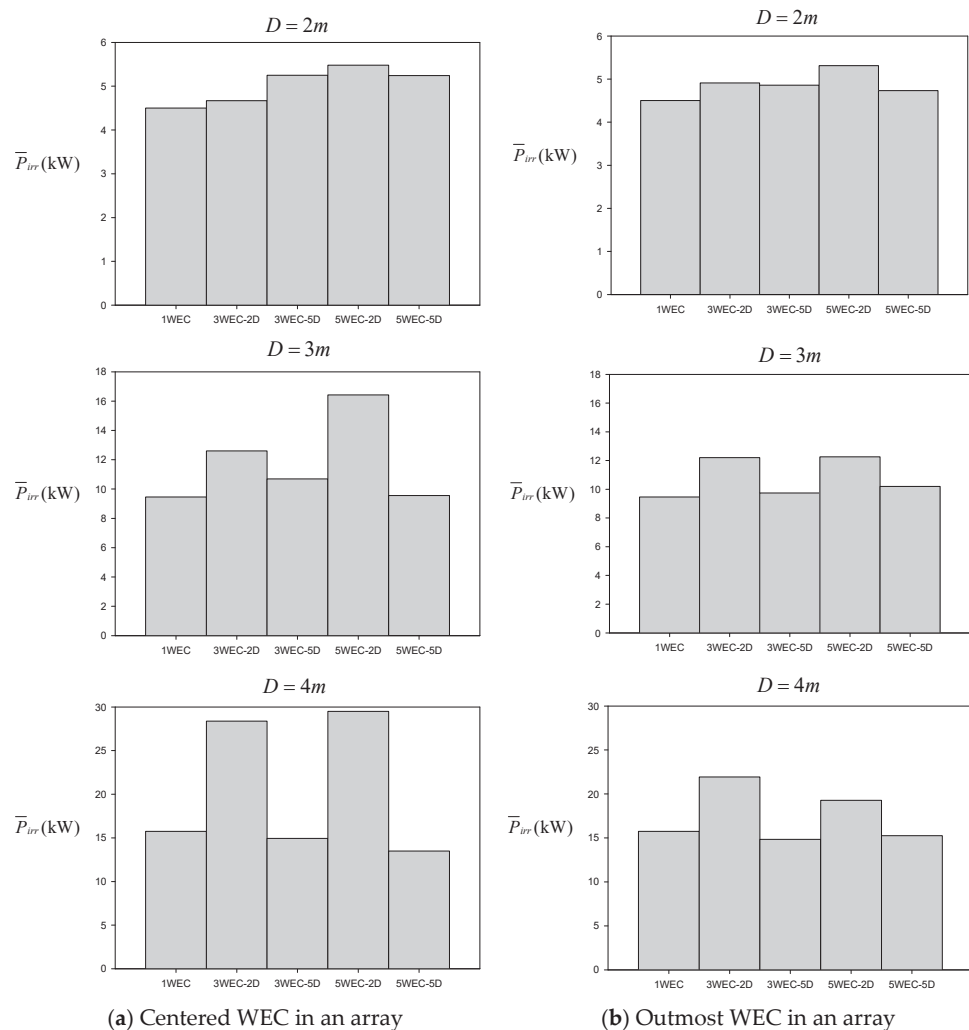 D = 2m
6
5
4
3
2
1
0
P̅irr(kW)
1WEC 3WEC-2D 3WEC-5D 5WEC-2D 5WEC-5D
D = 3m
18
16
14
12
10
8
6
4
2
0
P̅irr(kW)
1WEC 3WEC-2D 3WEC-5D 5WEC-2D 5WEC-5D
D = 4m
30
25
20
15
10
5
0
P̅irr(kW)
1WEC 3WEC-2D 3WEC-5D 5WEC-2D 5WEC-5D
(a) Centered WEC in an array
D = 2m
6
5
4
3
2
1
0
P̅irr(kW)
1WEC 3WEC-2D 3WEC-5D 5WEC-2D 5WEC-5D
D = 3m
18
16
14
12
10
8
6
4
2
0
P̅irr(kW)
1WEC 3WEC-2D 3WEC-5D 5WEC-2D 5WEC-5D
D = 4m
30
25
20
15
10
5
0
P̅irr(kW)
1WEC 3WEC-2D 3WEC-5D 5WEC-2D 5WEC-5D
(b) Outmost WEC in an array